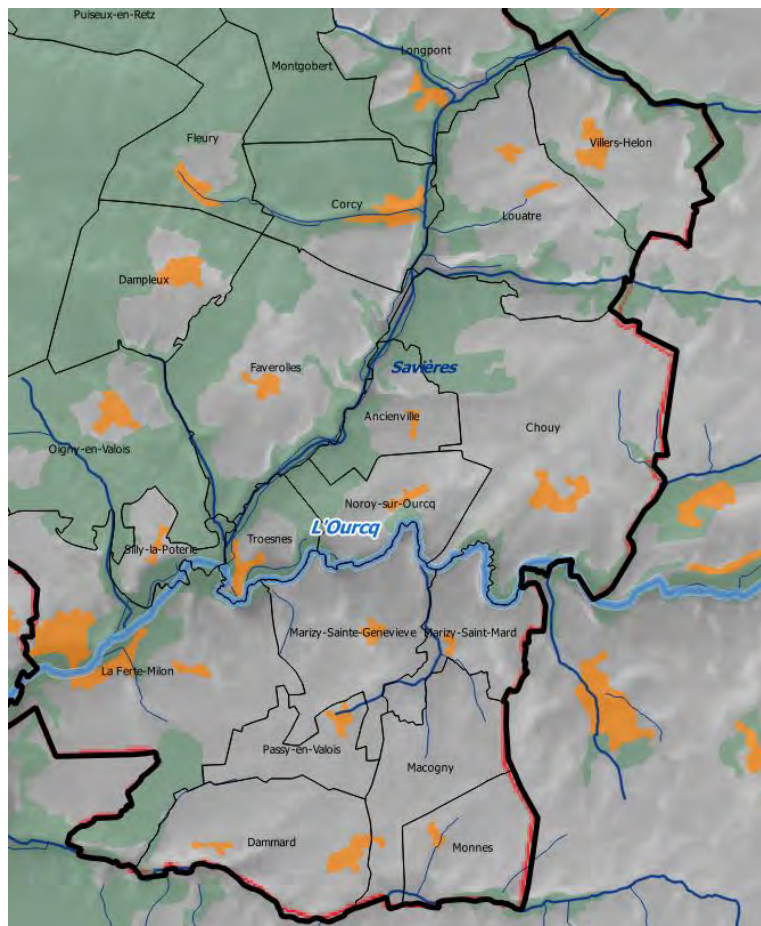 Puiseux-en-Retz
Longpont
Montgobert
Fleury
Villers-Helon
Corcy
Louatre
Dampleux
Faverolles
Savières
Ancienville
Chouy
Oigny-en-Valois
Noroy-sur-Ourcq
L'Ourcq
Troesnes
Silly-la-Poterie
Marizy-Sainte-Genevieve
Marizy-Saint-Mard
La Ferte-Milon
Passy-en-Valois
Macogny
Dammard
Monnes